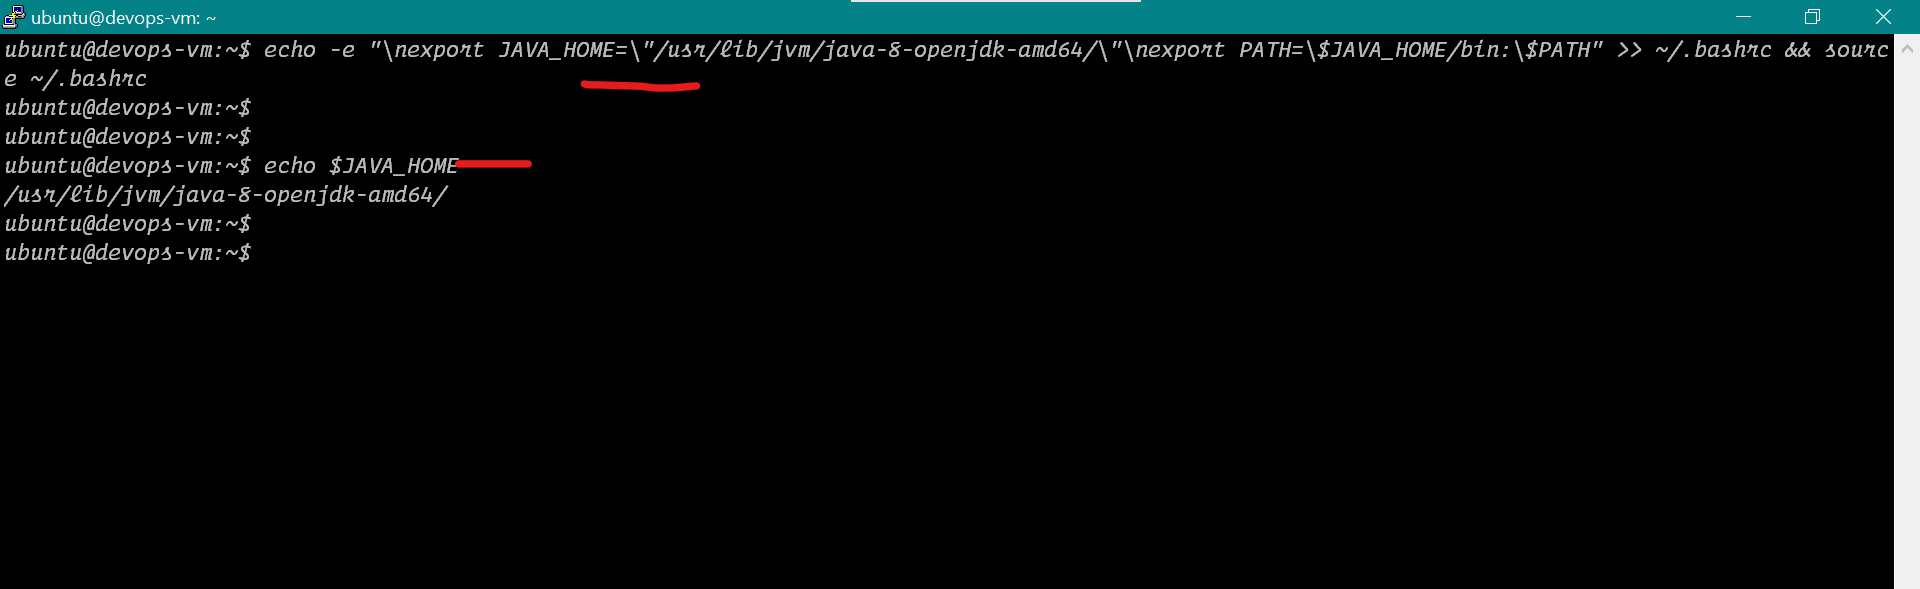 ubuntu@devops-vm: ~
ubuntu@devops-vm:~$ echo -e "\nexport JAVA_HOME=\"/usr/lib/jvm/java-8-openjdk-amd64/\"\nexport PATH=\$JAVA_HOME/bin:\$PATH" >> ~/.bashrc && sourc
e ~/.bashrc
ubuntu@devops-vm:~$
ubuntu@devops-vm:~$
ubuntu@devops-vm:~$ echo $JAVA_HOME
/usr/lib/jvm/java-8-openjdk-amd64/
ubuntu@devops-vm:~$
ubuntu@devops-vm:~$